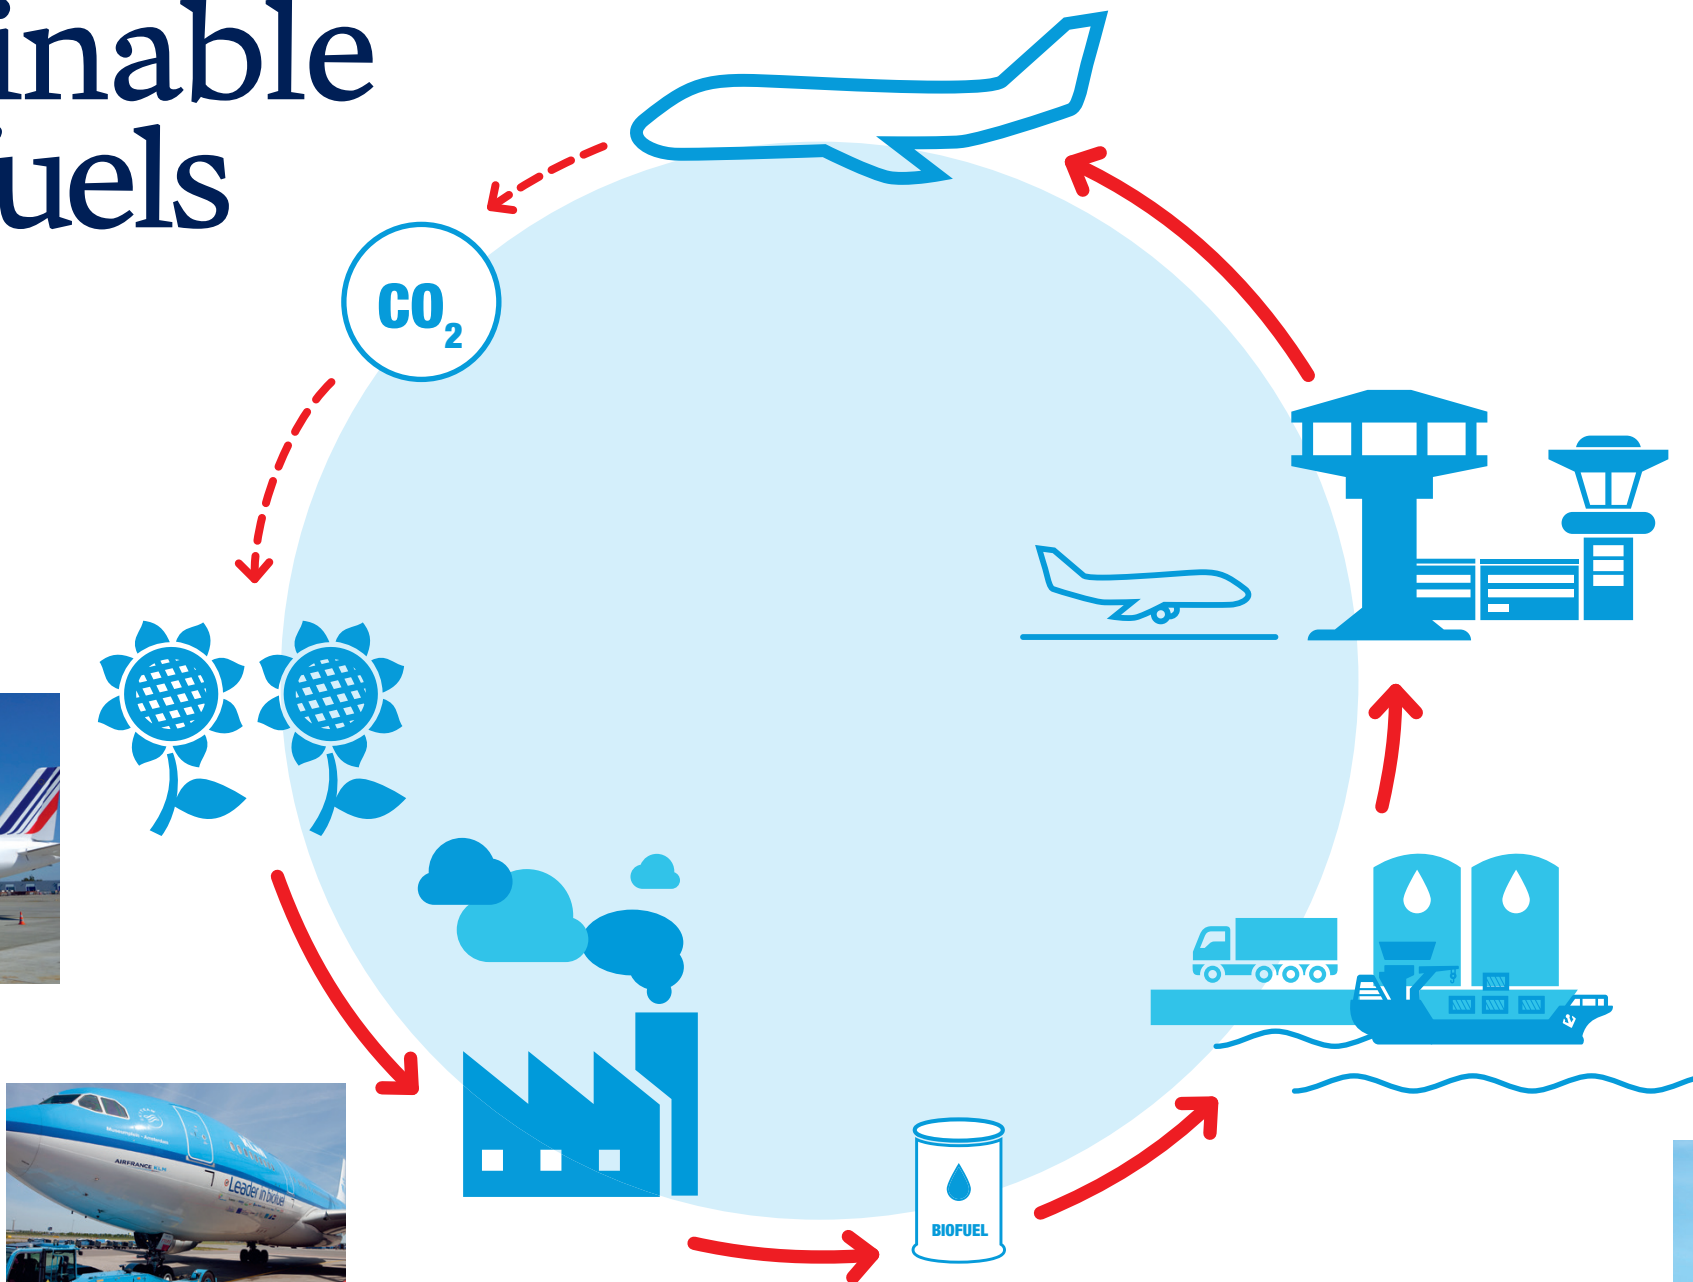 inable
uels
CO₂
AIRFRANCE KLM
Leader in biofuel
BIOFUEL